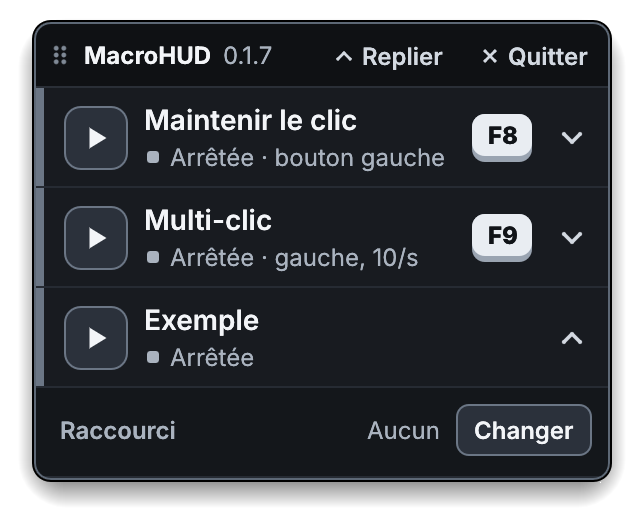 MacroHUD 0.1.7 Replier Quitter
Maintenir le clic
Arrêtée · bouton gauche
F8
Multi-clic
Arrêtée · gauche, 10/s
F9
Exemple
Arrêtée
Raccourci Aucun Changer